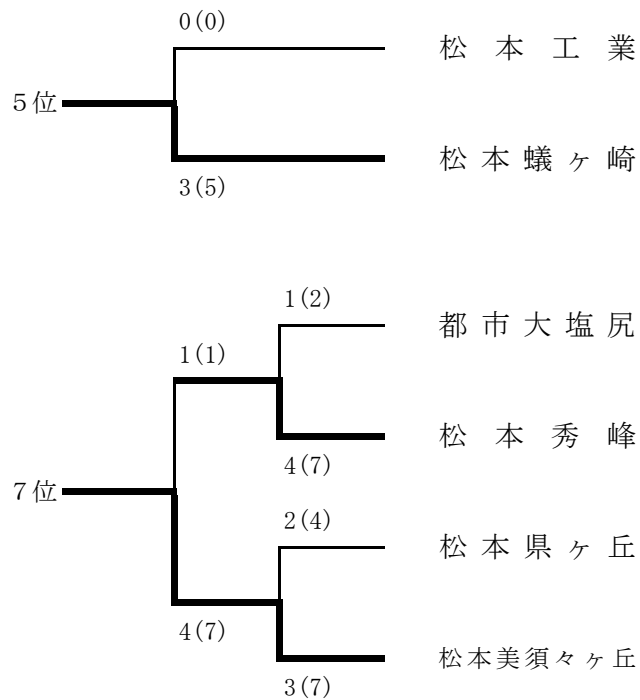 0(0)
松本工業
5位
松本蟻ヶ崎
3(5)
1(2)
都市大塩尻
1(1)
松本秀峰
4(7)
7位
2(4)
松本県ヶ丘
4(7)
松本美須々ヶ丘
3(7)